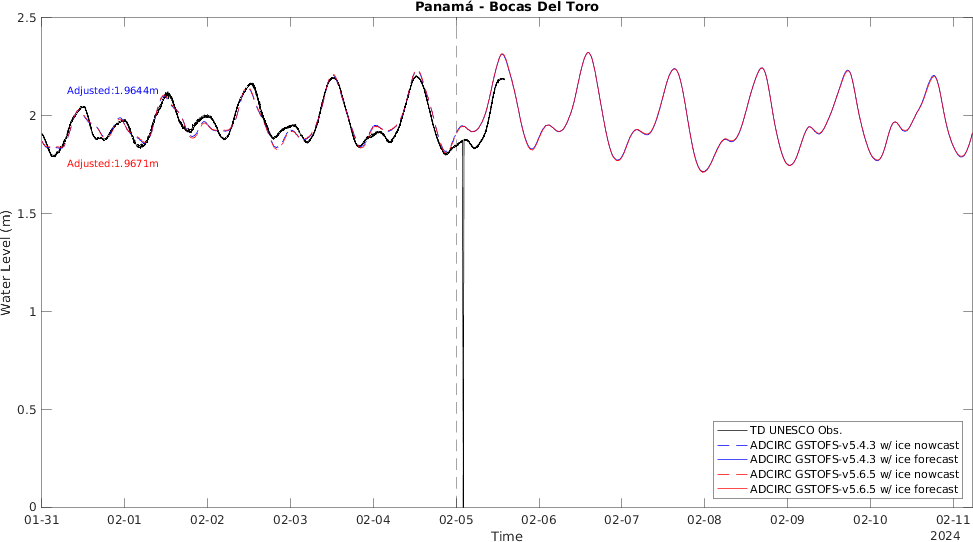 Panamá - Bocas Del Toro
2.5
2
1.5
1
0.5
0
Water Level (m)
Adjusted:1.9644m
Adjusted:1.9671m
TD UNESCO Obs.
ADCIRC GSTOFS-v5.4.3 w/ ice nowcast
ADCIRC GSTOFS-v5.4.3 w/ ice forecast
ADCIRC GSTOFS-v5.6.5 w/ ice nowcast
ADCIRC GSTOFS-v5.6.5 w/ ice forecast
01-31 02-01 02-02 02-03 02-04 02-05 02-06 02-07 02-08 02-09 02-10 02-11
Time
2024